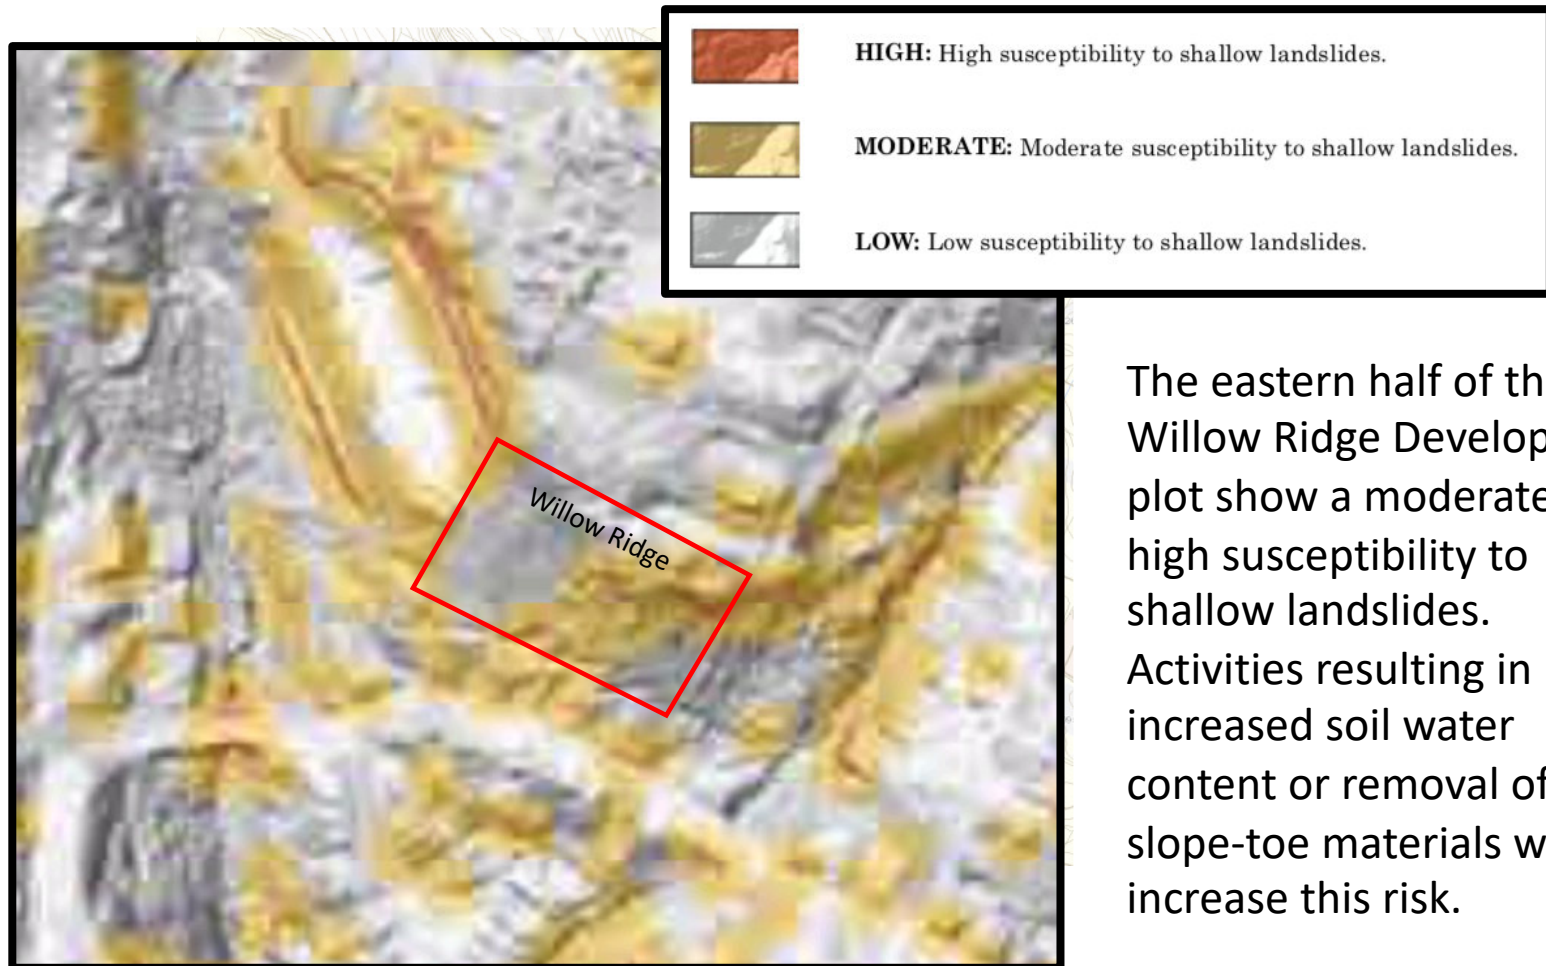 HIGH: High susceptibility to shallow landslides.
MODERATE: Moderate susceptibility to shallow landslides.
LOW: Low susceptibility to shallow landslides.
Willow Ridge
The eastern half of
Willow Ridge
plot show a moderate
high susceptibility to
shallow landslides.
Activities resulting in
increased soil water
content or removal of
slope-toe materials
increase this risk.